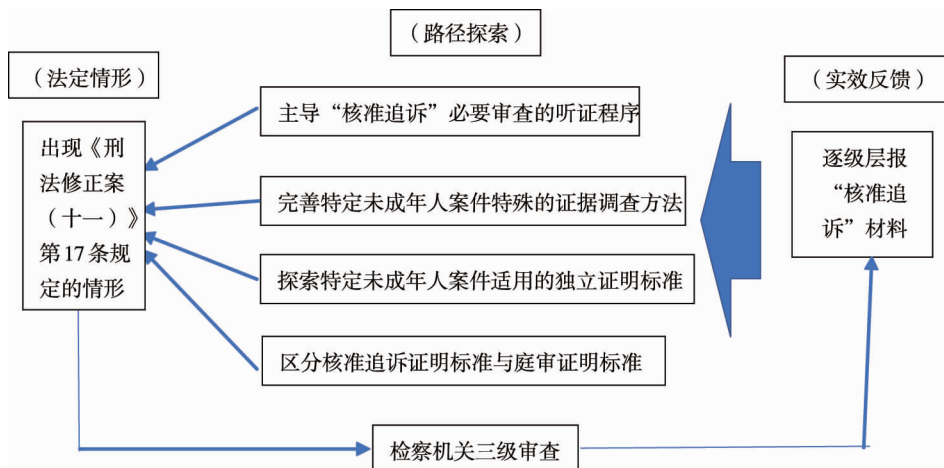 （路径探索）
（法定情形）
（实效反馈）
主导“核准追诉”必要审查的听证程序
出现《刑
法修正案
（十一）》
第17条规
定的情形
完善特定未成年人案件特殊的证据调查方法
探索特定未成年人案件适用的独立证明标准
区分核准追诉证明标准与庭审证明标准
逐级层报
“核准追
诉”材料
检察机关三级审查